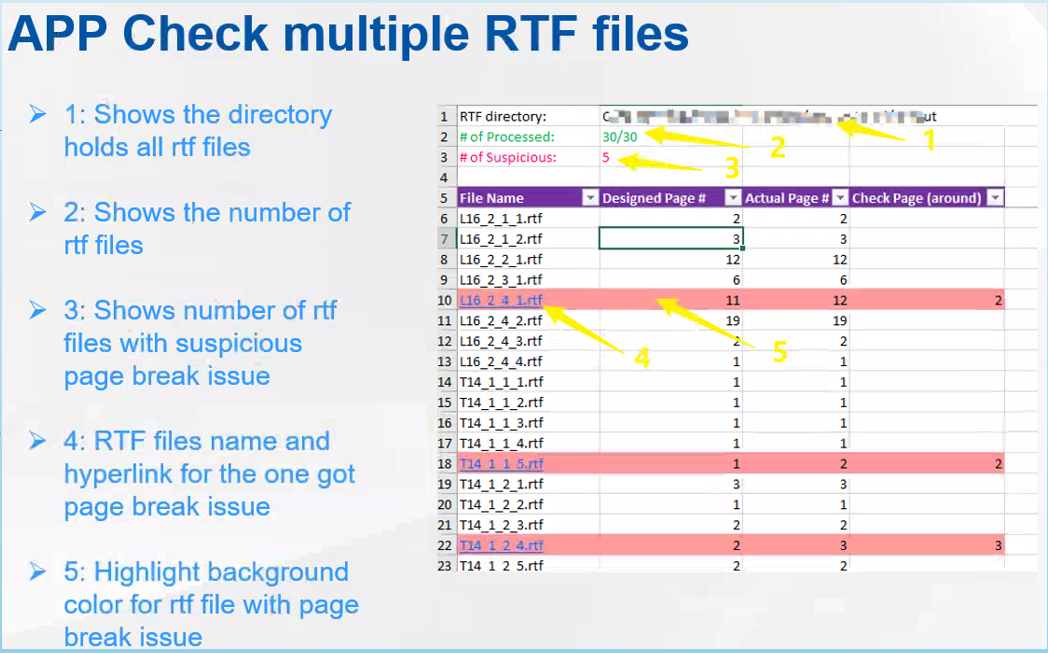 APP Check multiple RTF files
➢ 1: Shows the directory
holds all rtf files
➢ 2: Shows the number of
rtf files
➢ 3: Shows number of rtf
files with suspicious
page break issue
➢ 4: RTF files name and
hyperlink for the one got
page break issue
➢ 5: Highlight background
color for rtf file with page
break issue
1 RTF directory: C ut 1
2 # of Processed: 30/30 2
3 # of Suspicious: 5 3
4
5 File Name Designed Page # Actual Page # Check Page (around)
6 L16_2_1_1.rtf 2 2
7 L16_2_1_2.rtf 3 3
8 L16_2_2_1.rtf 12 12
9 L16_2_3_1.rtf 6 6
10 L16_2_4_1.rtf 11 12 2
11 L16_2_4_2.rtf 19 19
12 L16_2_4_3.rtf 2 2
4 5
13 L16_2_4_4.rtf 1 1
14 T14_1_1_1.rtf 1 1
15 T14_1_1_2.rtf 1 1
16 T14_1_1_3.rtf 1 1
17 T14_1_1_4.rtf 1 1
18 T14_1_1_5.rtf 1 2 2
19 T14_1_2_1.rtf 3 3
20 T14_1_2_2.rtf 1 1
21 T14_1_2_3.rtf 2 2
22 T14_1_2_4.rtf 2 3 3
23 T14_1_2_5.rtf 2 2